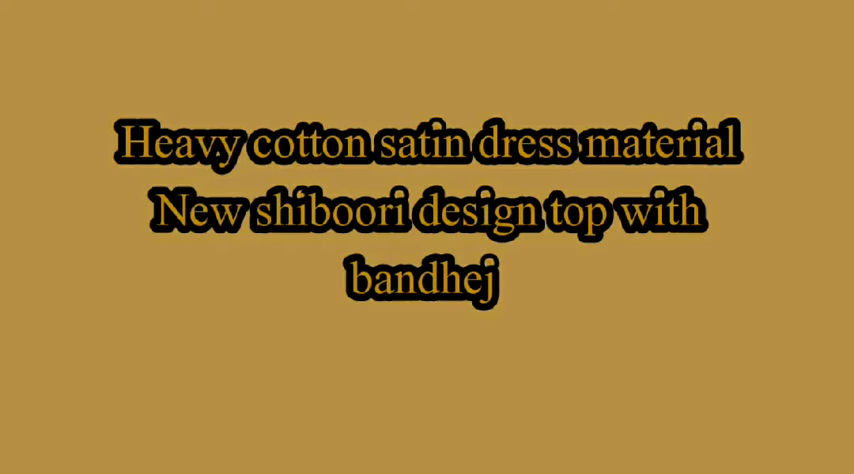 Heavy cotton satin dress material
New shiboori design top with
bandhej